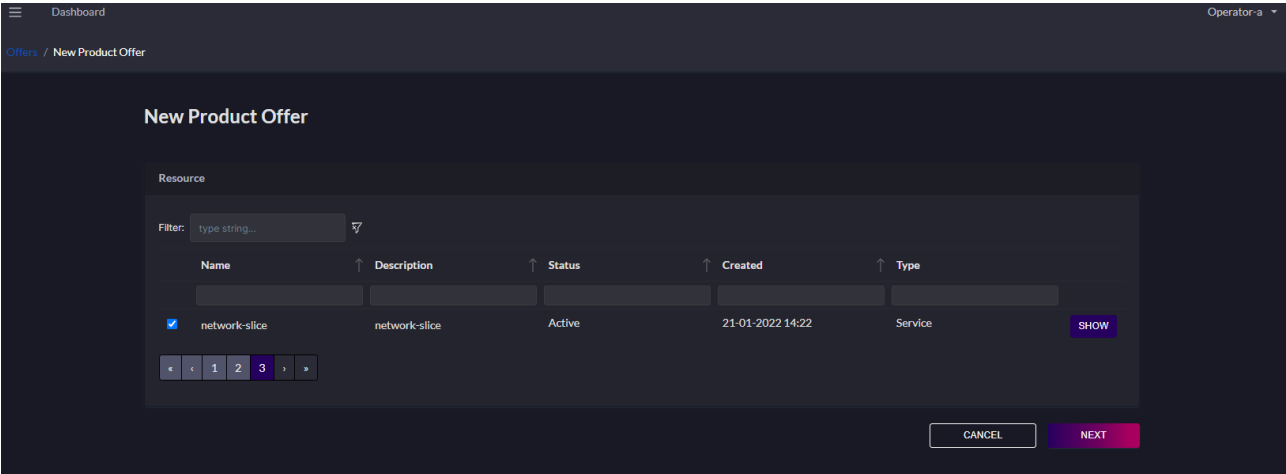 Dashboard Operator-a
Offers / New Product Offer
New Product Offer
Resource
Filter: type string...
Name Description Status Created Type
network-slice network-slice Active 21-01-2022 14:22 Service SHOW
« ‹ 1 2 3 › »
CANCEL NEXT